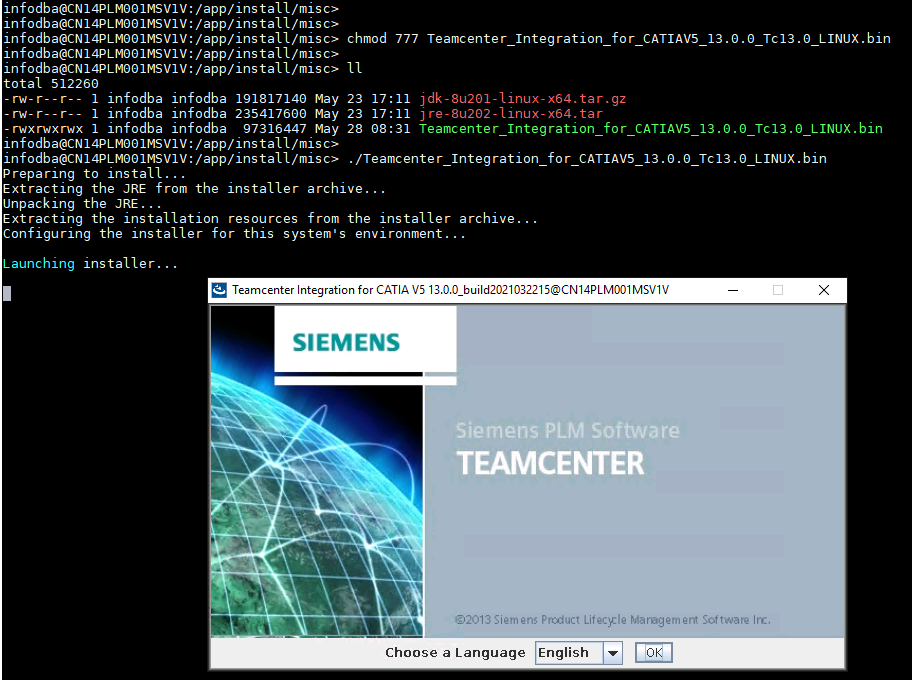 infodba@CN14PLM001MSV1V:/app/install/misc>
infodba@CN14PLM001MSV1V:/app/install/misc>
infodba@CN14PLM001MSV1V:/app/install/misc> chmod 777 Teamcenter_Integration_for_CATIAV5_13.0.0_Tc13.0_LINUX.bin
infodba@CN14PLM001MSV1V:/app/install/misc>
infodba@CN14PLM001MSV1V:/app/install/misc> ll
total 512260
-rw-r--r-- 1 infodba infodba 191817140 May 23 17:11 jdk-8u201-linux-x64.tar.gz
-rw-r--r-- 1 infodba infodba 235417600 May 23 17:11 jre-8u202-linux-x64.tar
-rwxrwxrwx 1 infodba infodba  97316447 May 28 08:31 Teamcenter_Integration_for_CATIAV5_13.0.0_Tc13.0_LINUX.bin
infodba@CN14PLM001MSV1V:/app/install/misc>
infodba@CN14PLM001MSV1V:/app/install/misc> ./Teamcenter_Integration_for_CATIAV5_13.0.0_Tc13.0_LINUX.bin
Preparing to install...
Extracting the JRE from the installer archive...
Unpacking the JRE...
Extracting the installation resources from the installer archive...
Configuring the installer for this system's environment...
Launching installer...
Teamcenter Integration for CATIA V5 13.0.0_build2021032215@CN14PLM001MSV1V
SIEMENS
Siemens PLM Software
TEAMCENTER
©2013 Siemens Product Lifecycle Management Software Inc.
Choose a Language English OK